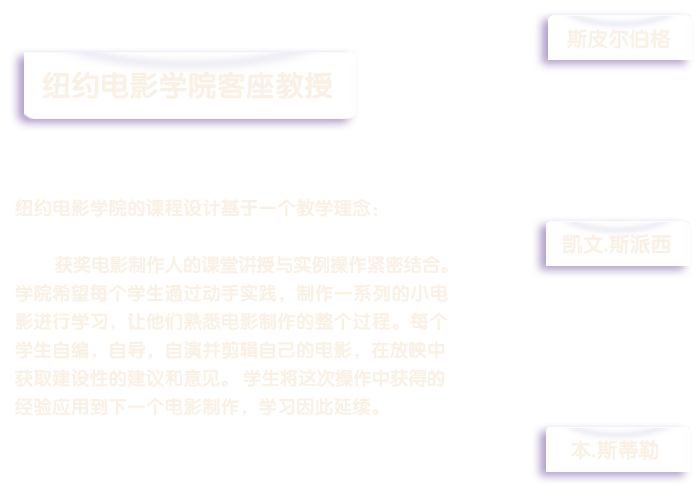 斯皮尔伯格
纽约电影学院客座教授
纽约电影学院的课程设计基于一个教学理念：
凯文.斯派西
获奖电影制作人的课堂讲授与实例操作紧密结合。
学院希望每个学生通过动手实践，制作一系列的小电
影进行学习，让他们熟悉电影制作的整个过程。每个
学生自编，自导，自演并剪辑自己的电影，在放映中
获取建设性的建议和意见。 学生将这次操作中获得的
经验应用到下一个电影制作，学习因此延续。
本.斯蒂勒